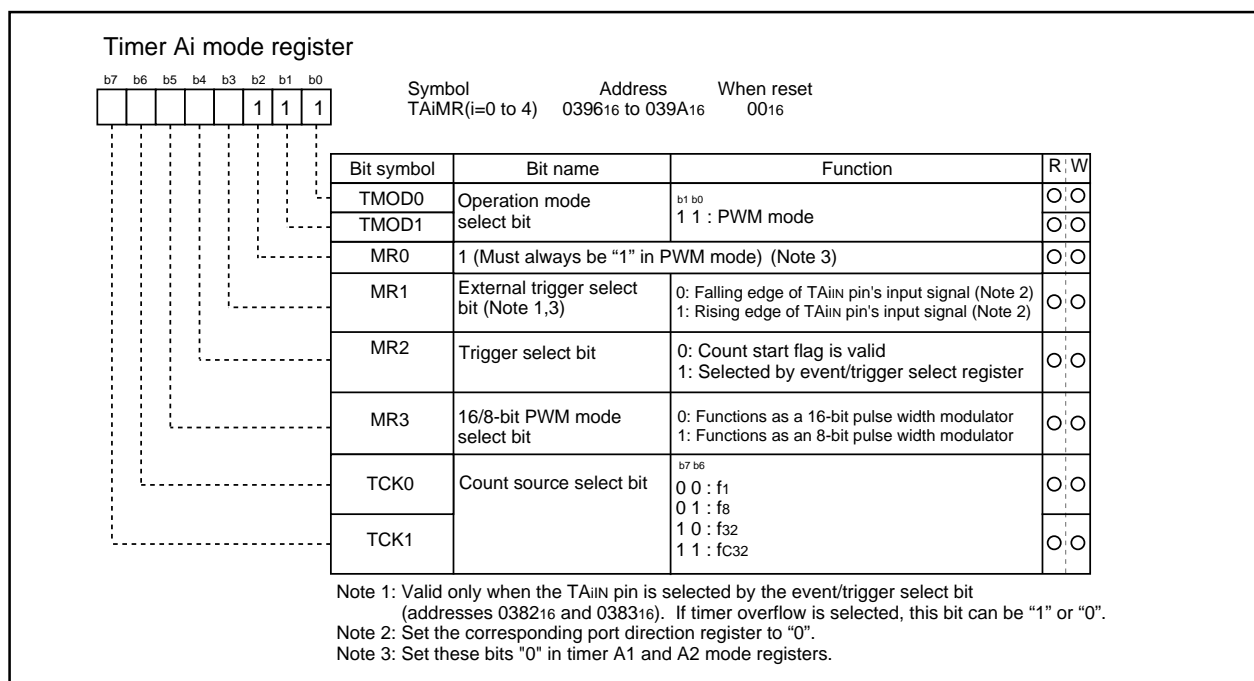 Timer Ai mode register
b7 b6 b5 b4 b3 b2 b1 b0
1 1 1
Symbol Address When reset
TAiMR(i=0 to 4) 039616 to 039A16 0016
Bit symbol Bit name Function R W
TMOD0 Operation mode select bit b1 b0
TMOD1 1 1 : PWM mode
MR0 1 (Must always be “1” in PWM mode) (Note 3)
MR1 External trigger select bit (Note 1,3) 0: Falling edge of TAiIN pin's input signal (Note 2)
1: Rising edge of TAiIN pin's input signal (Note 2)
MR2 Trigger select bit 0: Count start flag is valid
1: Selected by event/trigger select register
MR3 16/8-bit PWM mode select bit 0: Functions as a 16-bit pulse width modulator
1: Functions as an 8-bit pulse width modulator
b7 b6
TCK0 Count source select bit 0 0 : f1
0 1 : f8
TCK1 1 0 : f32
1 1 : fC32
Note 1: Valid only when the TAiIN pin is selected by the event/trigger select bit
(addresses 038216 and 038316). If timer overflow is selected, this bit can be “1” or “0”.
Note 2: Set the corresponding port direction register to “0”.
Note 3: Set these bits "0" in timer A1 and A2 mode registers.